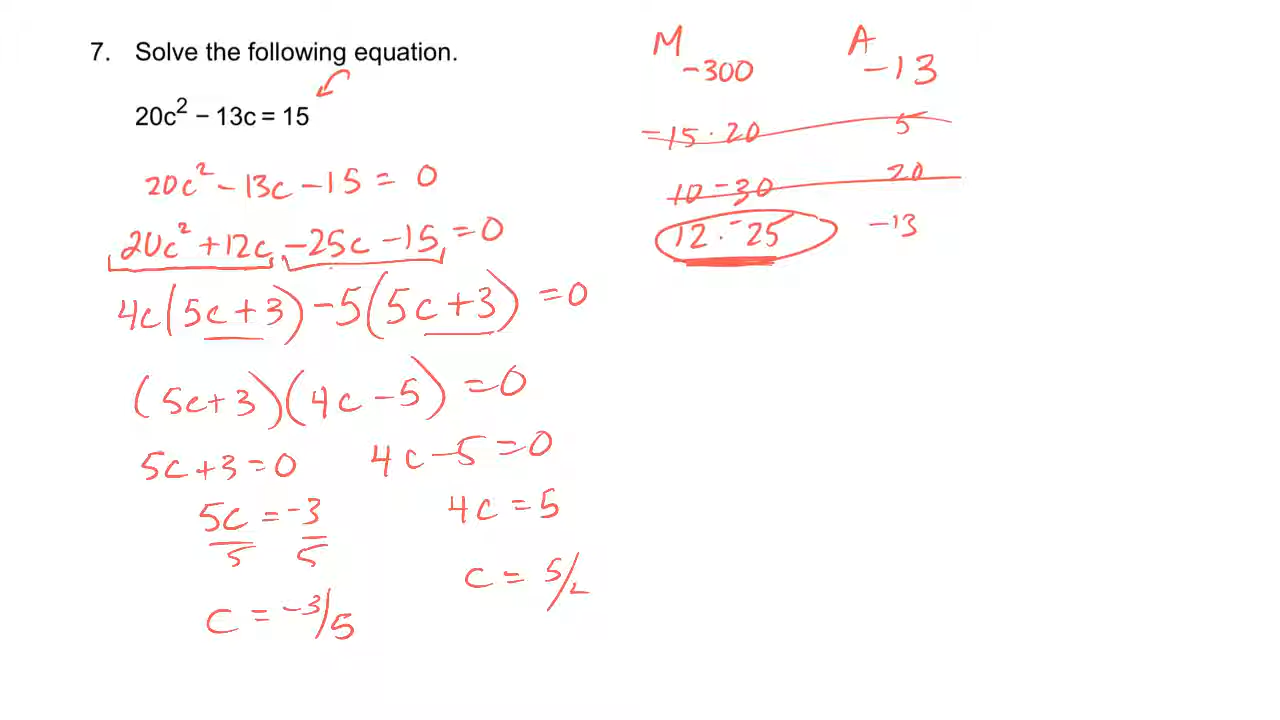 7. Solve the following equation.
20c² − 13c = 15
20c² - 13c - 15 = 0
20c² + 12c - 25c - 15 = 0
4c(5c + 3) - 5(5c + 3) = 0
(5c + 3)(4c - 5) = 0
5c + 3 = 0
5c = -3
5 5
c = -3/5
4c - 5 = 0
4c = 5
c = 5/
M A
-300 -13
-15 · 20 5
10 -30 20
12 · -25 -13